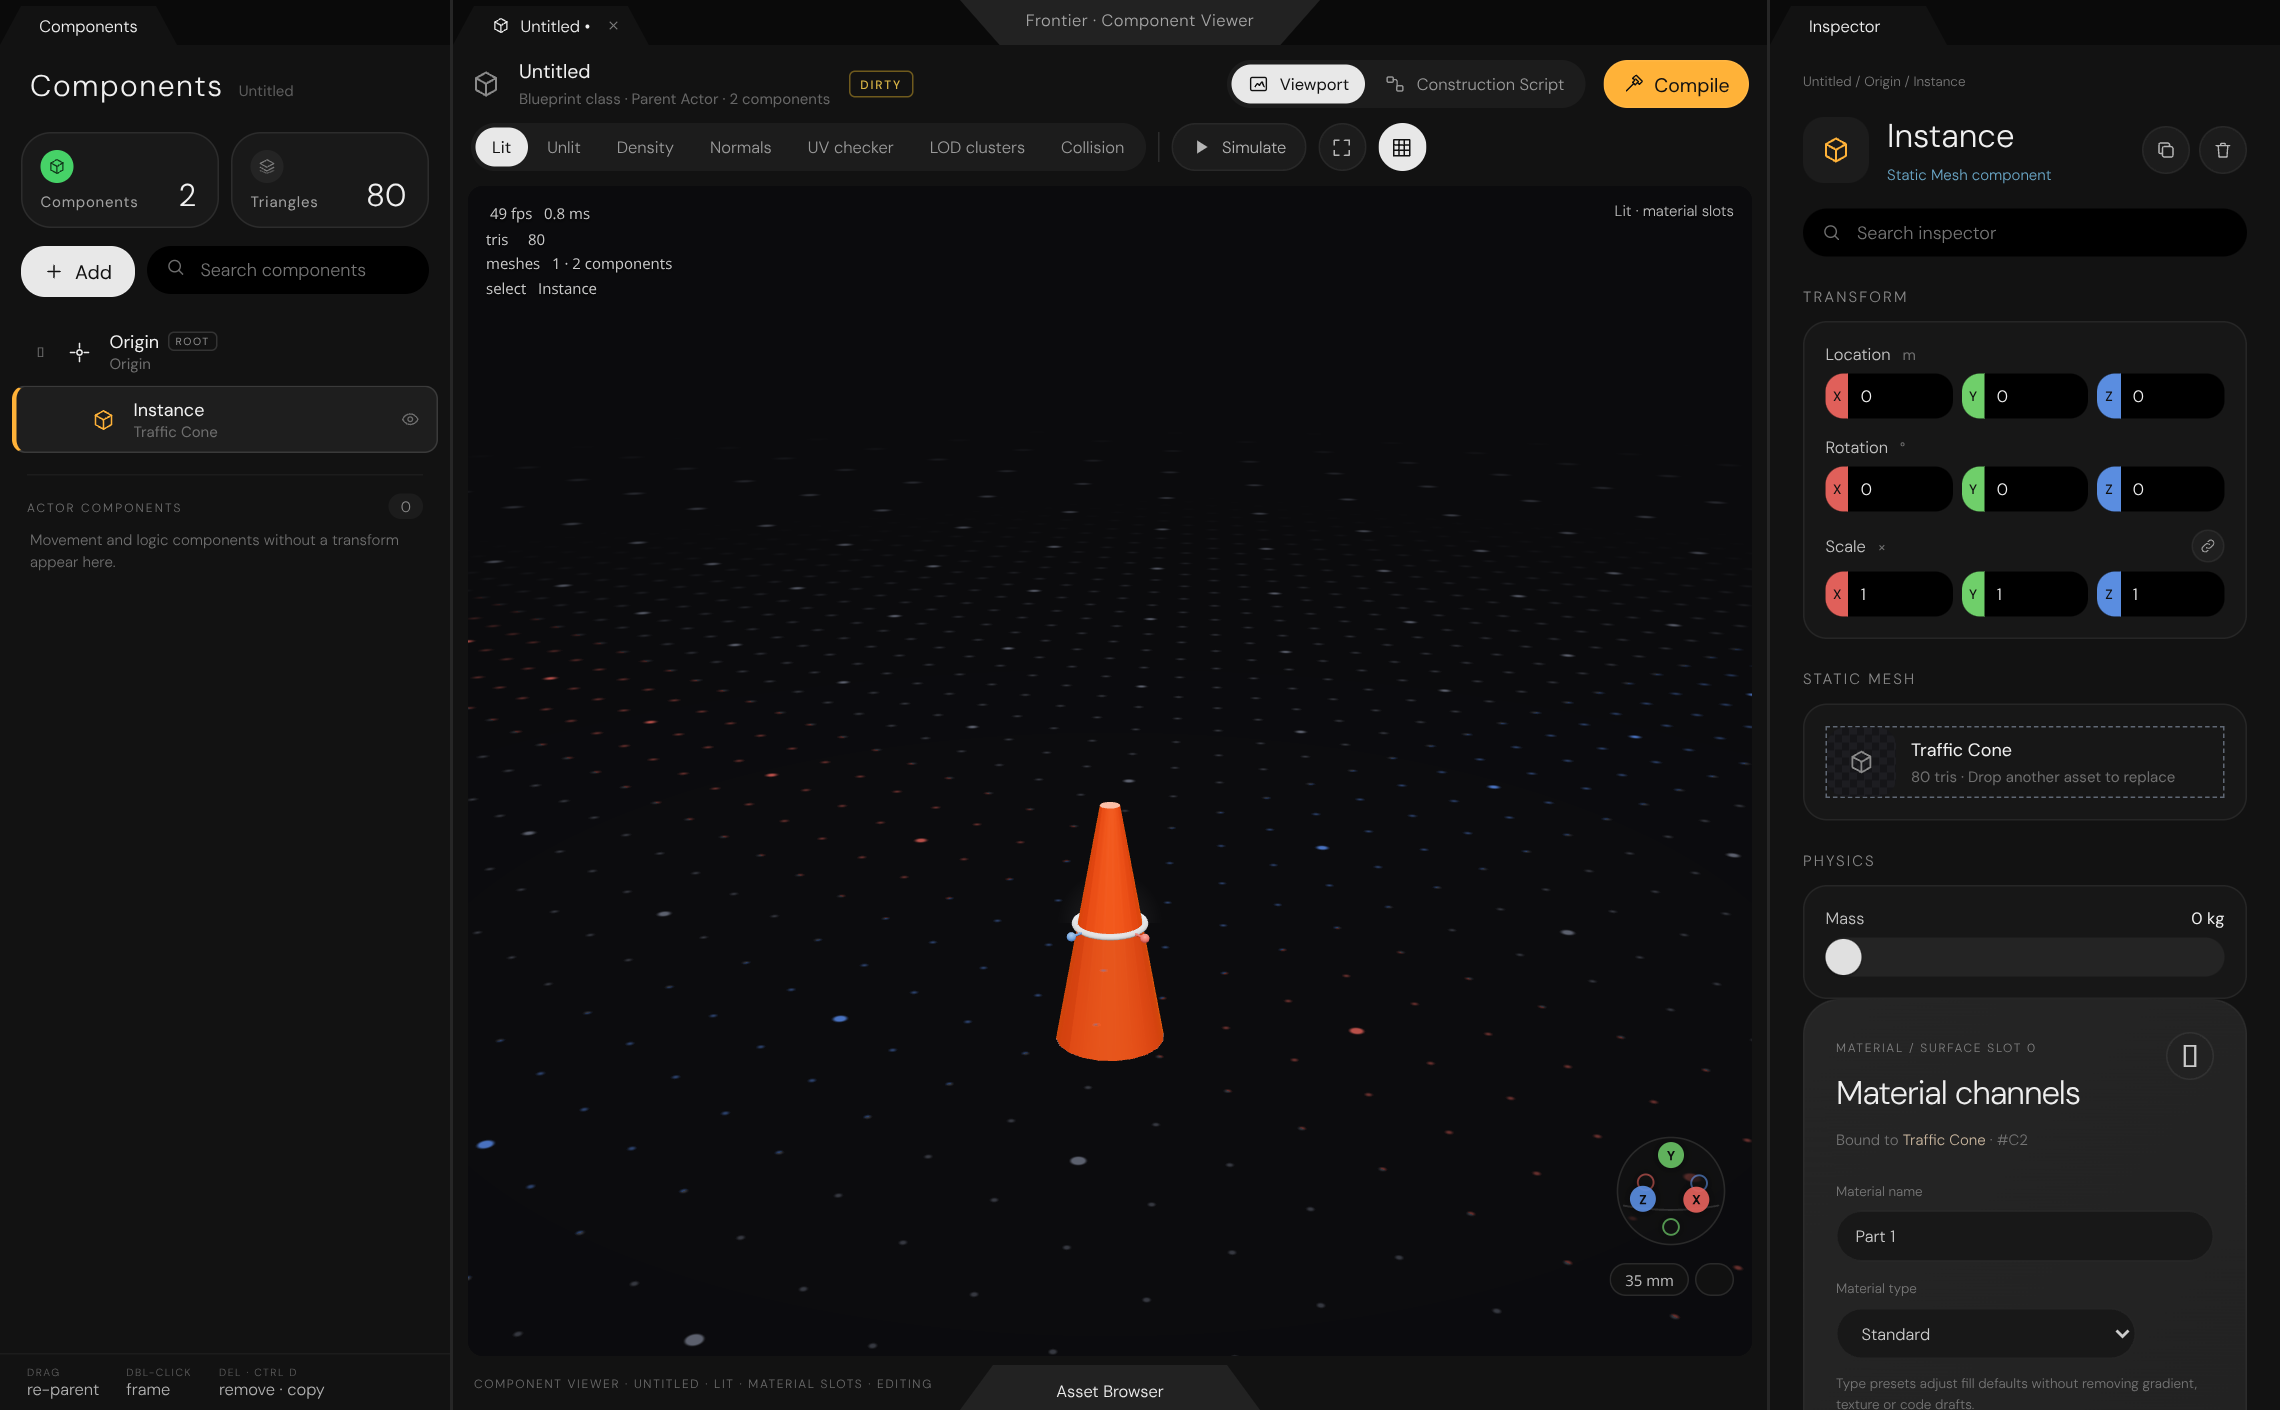 Components
Components Untitled
Components 2
Triangles 80
Add
Search components
Origin ROOT
Origin
Instance
Traffic Cone
ACTOR COMPONENTS 0
Movement and logic components without a transform
appear here.
DRAG
re-parent
DBL-CLICK
frame
DEL · CTRL D
remove · copy
Untitled •
Frontier · Component Viewer
Untitled
Blueprint class · Parent Actor · 2 components
DIRTY
Viewport
Construction Script
Compile
Lit
Unlit
Density
Normals
UV checker
LOD clusters
Collision
Simulate
49 fps 0.8 ms
tris 80
meshes 1 · 2 components
select Instance
Lit · material slots
Y
Z
X
35 mm
COMPONENT VIEWER · UNTITLED · LIT · MATERIAL SLOTS · EDITING
Asset Browser
Inspector
Untitled / Origin / Instance
Instance
Static Mesh component
Search inspector
TRANSFORM
Location m
X 0 Y 0 Z 0
Rotation °
X 0 Y 0 Z 0
Scale ×
X 1 Y 1 Z 1
STATIC MESH
Traffic Cone
80 tris · Drop another asset to replace
PHYSICS
Mass 0 kg
MATERIAL / SURFACE SLOT 0
Material channels
Bound to Traffic Cone · #C2
Material name
Part 1
Material type
Standard
Type presets adjust fill defaults without removing gradient,
texture or code drafts.